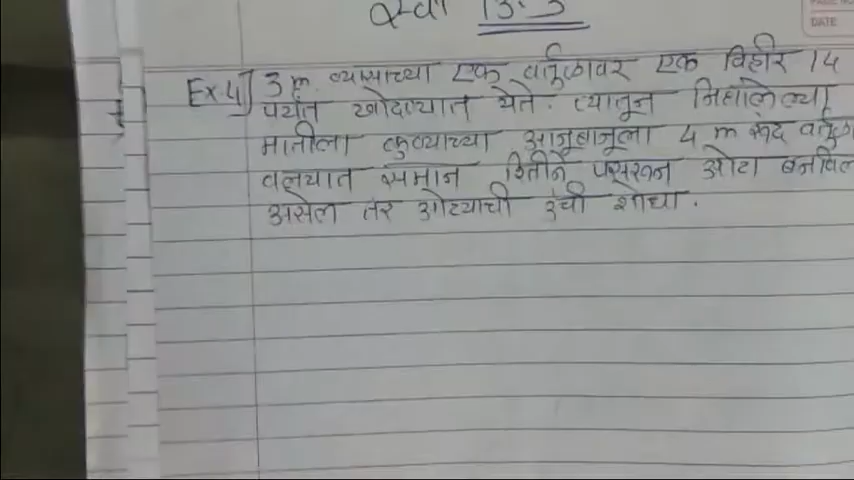 स्वा 13.3
DATE
Ex.4] 3 m. व्यासाच्या एक वर्तुळावर एक विहीर 14
पर्यंत खोदण्यात येते. त्यातून निघालेल्या
मातीला कुव्याच्या आजूबाजूला 4 m रूंद
वलयात समान रितीने पसरून ओटा
असेल तर ओट्याची उंची शोधा.